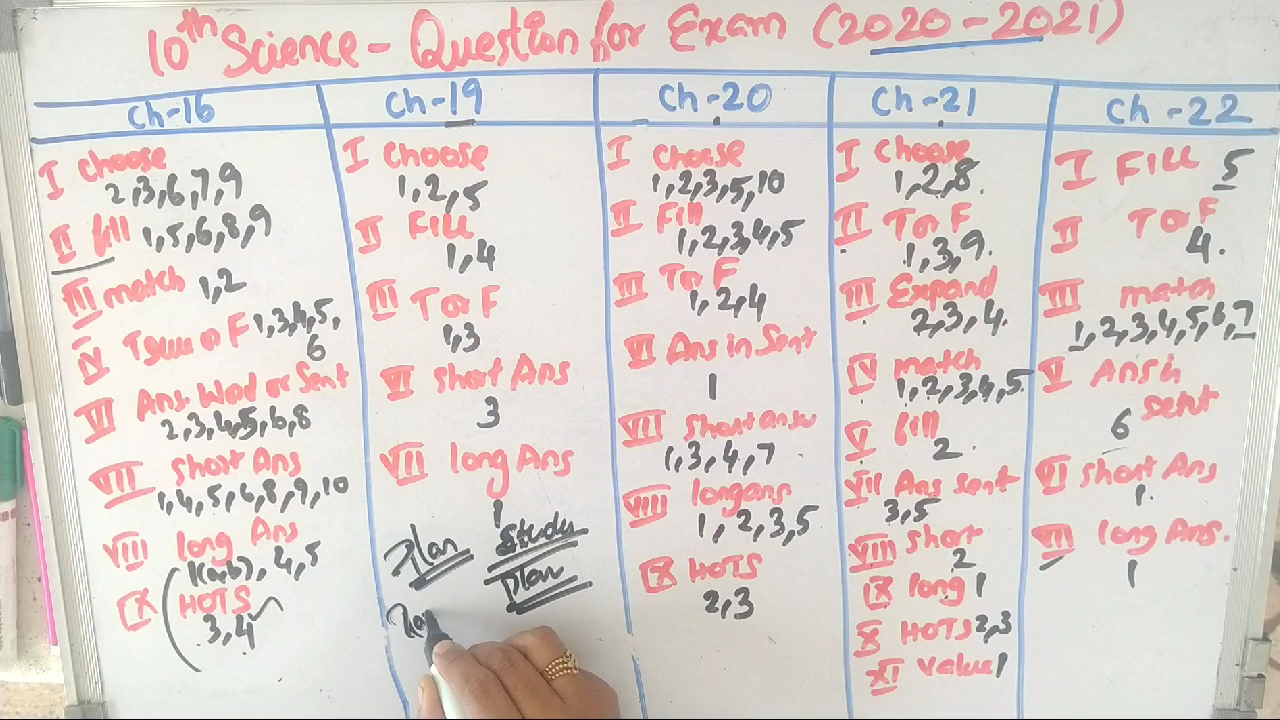 10th Science - Question for Exam (2020-2021)
Ch-16
I choose
2,3,6,7,9
II fill 1,5,6,8,9
III match 1,2
IV True or F 1,3,4,5,
6
VI Ans Word or Sent
2,3,4,5,6,8
VII short Ans
1,4,5,6,8,9,10
VIII long Ans
1(a,b), 4,5
IX HOTS
3,4
Ch-19
I choose
1,2,5
II Fill
1,4
III T or F
1,3
VI short Ans
3
VII long Ans
1
Plan Study
Plan
Ch-20
I choose
1,2,3,5,10
II Fill
1,2,3,4,5
III T or F
1,2,4
VI Ans in Sent
1
VII short answ
1,3,4,7
VIII long ans
1,2,3,5
IX HOTS
2,3
Ch-21
I choose
1,2,8.
II T or F
1,3,9.
III Expand
2,3,4.
IV match
1,2,3,4,5.
V fill
2.
VII Ans Sent
3,5
VIII short
2
IX long 1
X HOTS 2,3
XI value 1
Ch-22
I Fill 5
II T or F
4.
III match
1,2,3,4,5,6,7
V Ans in
sent
6
VI short Ans
1.
VII long Ans.
1